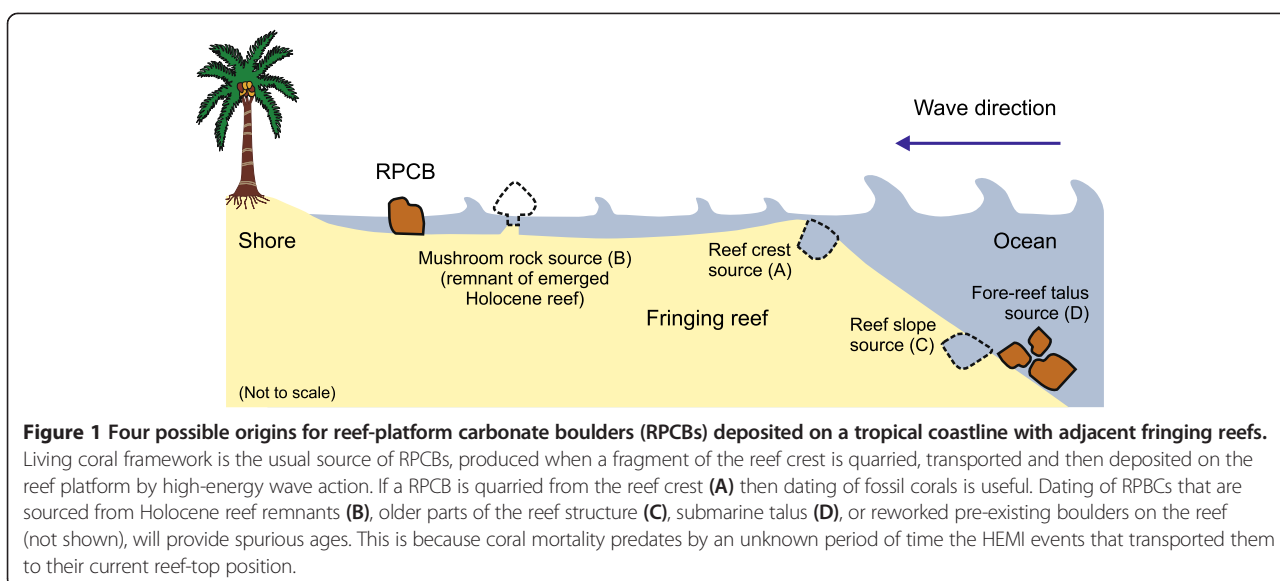 Wave direction
RPCB
Shore
Mushroom rock source (B)
(remnant of emerged
Holocene reef)
Reef crest
source (A)
Ocean
Fore-reef talus
source (D)
Fringing reef
Reef slope
source (C)
(Not to scale)
Figure 1 Four possible origins for reef-platform carbonate boulders (RPCBs) deposited on a tropical coastline with adjacent fringing reefs.
Living coral framework is the usual source of RPCBs, produced when a fragment of the reef crest is quarried, transported and then deposited on the
reef platform by high-energy wave action. If a RPCB is quarried from the reef crest (A) then dating of fossil corals is useful. Dating of RPBCs that are
sourced from Holocene reef remnants (B), older parts of the reef structure (C), submarine talus (D), or reworked pre-existing boulders on the reef
(not shown), will provide spurious ages. This is because coral mortality predates by an unknown period of time the HEMI events that transported them
to their current reef-top position.